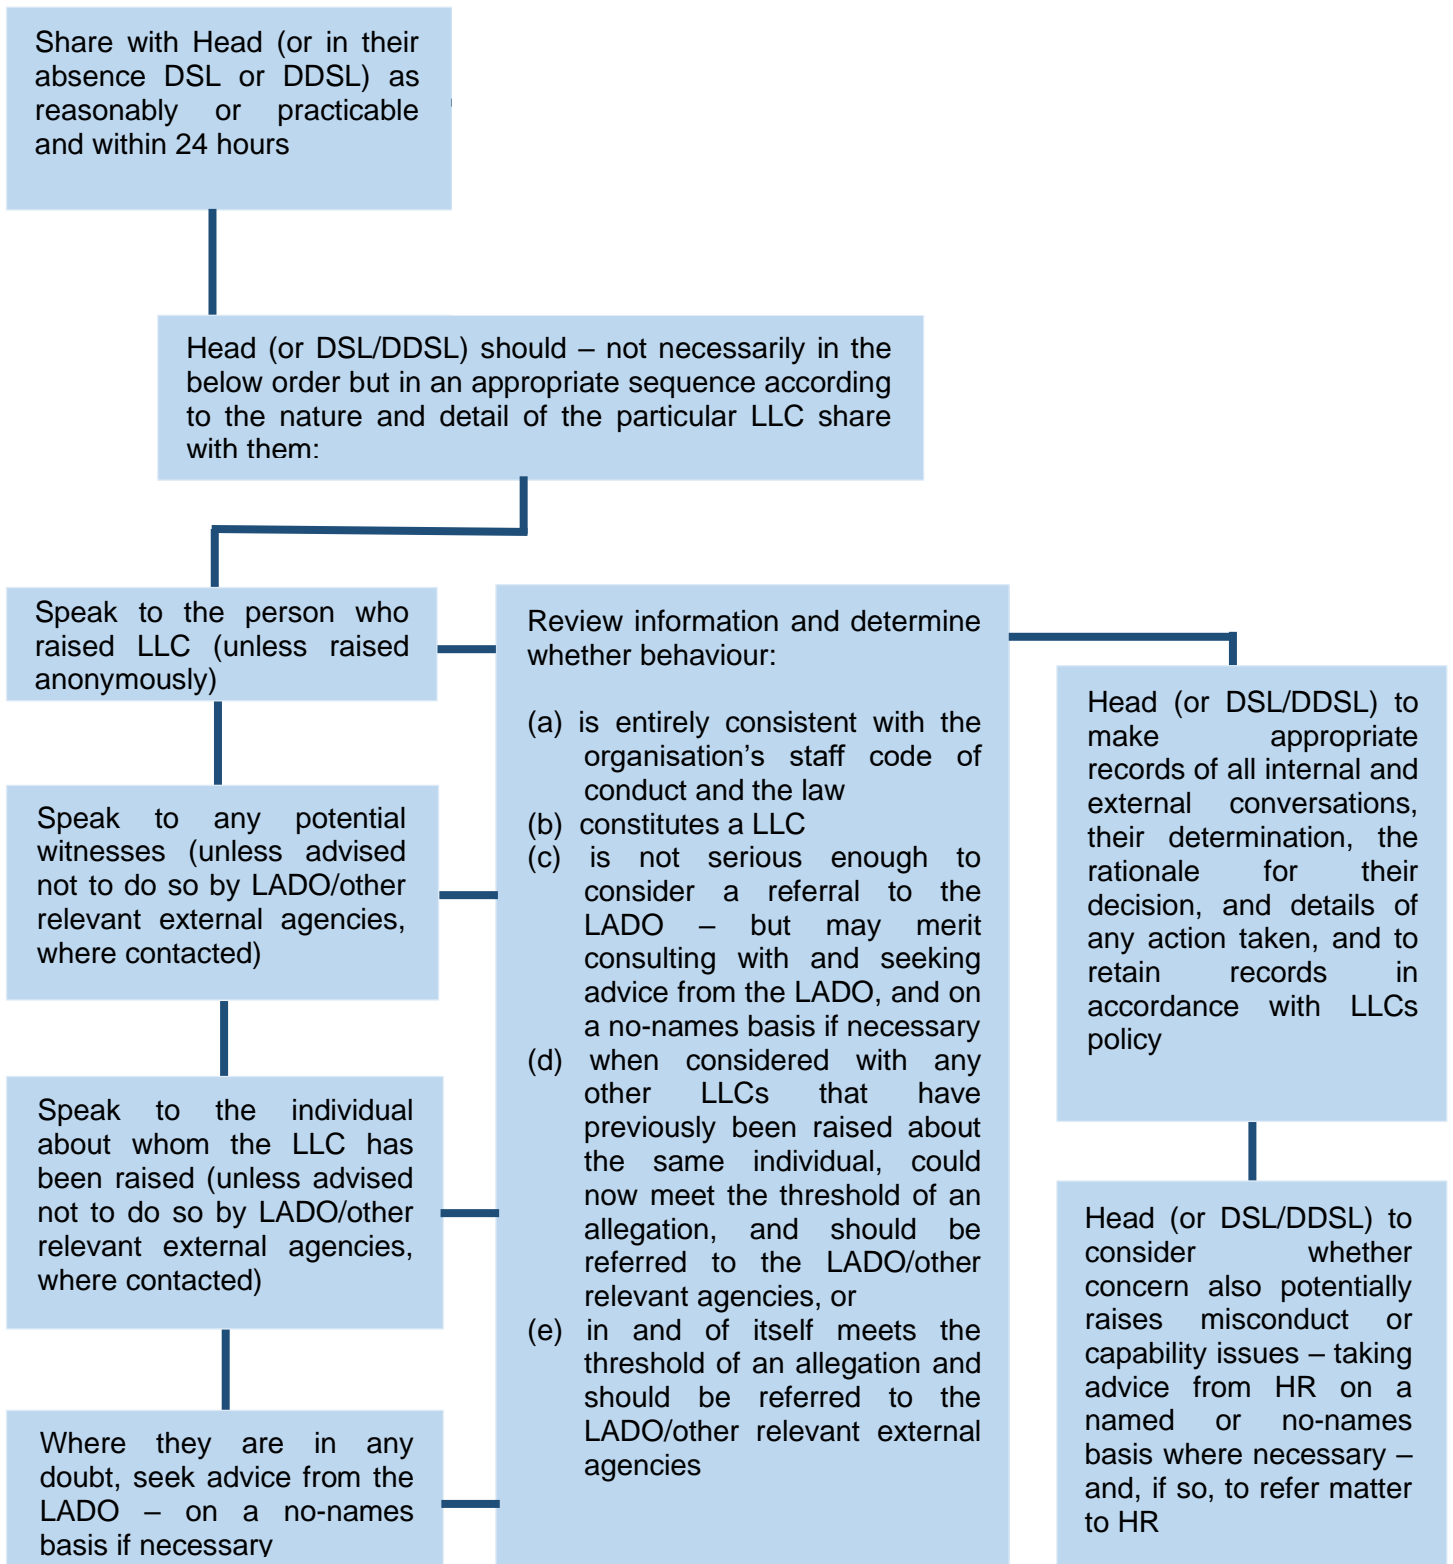 Share with Head (or in their
absence DSL or DDSL) as
reasonably or practicable
and within 24 hours
Head (or DSL/DDSL) should – not necessarily in the
below order but in an appropriate sequence according
to the nature and detail of the particular LLC share
with them:
Speak to the person who
raised LLC (unless raised
anonymously)
Speak to any potential
witnesses (unless advised
not to do so by LADO/other
relevant external agencies,
where contacted)
Speak to the individual
about whom the LLC has
been raised (unless advised
not to do so by LADO/other
relevant external agencies,
where contacted)
Where they are in any
doubt, seek advice from the
LADO – on a no-names
basis if necessary
Review information and determine
whether behaviour:
(a) is entirely consistent with the
organisation’s staff code of
conduct and the law
(b) constitutes a LLC
(c) is not serious enough to
consider a referral to the
LADO – but may merit
consulting with and seeking
advice from the LADO, and on
a no-names basis if necessary
(d) when considered with any
other LLCs that have
previously been raised about
the same individual, could
now meet the threshold of an
allegation, and should be
referred to the LADO/other
relevant agencies, or
(e) in and of itself meets the
threshold of an allegation and
should be referred to the
LADO/other relevant external
agencies
Head (or DSL/DDSL) to
make appropriate
records of all internal and
external conversations,
their determination, the
rationale for their
decision, and details of
any action taken, and to
retain records in
accordance with LLCs
policy
Head (or DSL/DDSL) to
consider whether
concern also potentially
raises misconduct or
capability issues – taking
advice from HR on a
named or no-names
basis where necessary –
and, if so, to refer matter
to HR